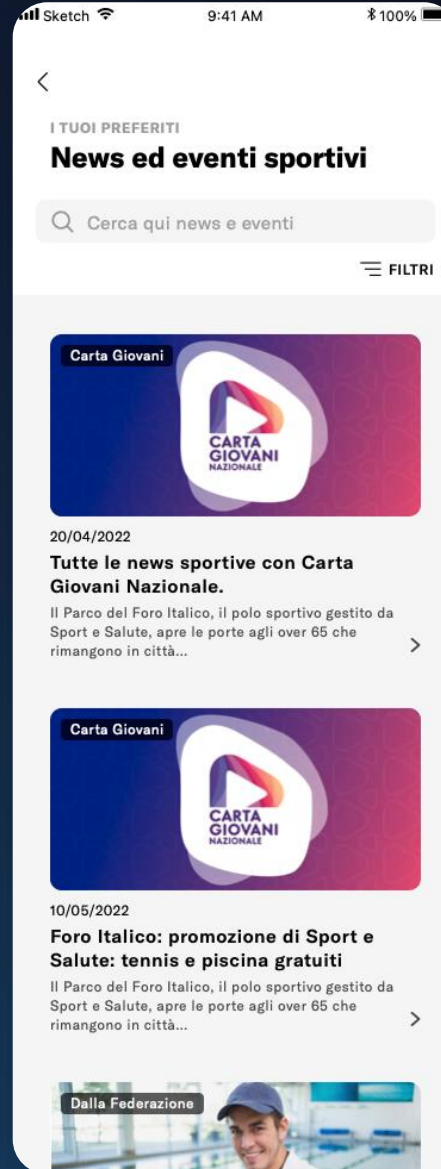 Sketch 9:41 AM 100%
I TUOI PREFERITI
News ed eventi sportivi
Cerca qui news e eventi
FILTRI
Carta Giovani
CARTA
GIOVANI
NAZIONALE
20/04/2022
Tutte le news sportive con Carta
Giovani Nazionale.
Il Parco del Foro Italico, il polo sportivo gestito da
Sport e Salute, apre le porte agli over 65 che
rimangono in città...
Carta Giovani
CARTA
GIOVANI
NAZIONALE
10/05/2022
Foro Italico: promozione di Sport e
Salute: tennis e piscina gratuiti
Il Parco del Foro Italico, il polo sportivo gestito da
Sport e Salute, apre le porte agli over 65 che
rimangono in città...
Dalla Federazione